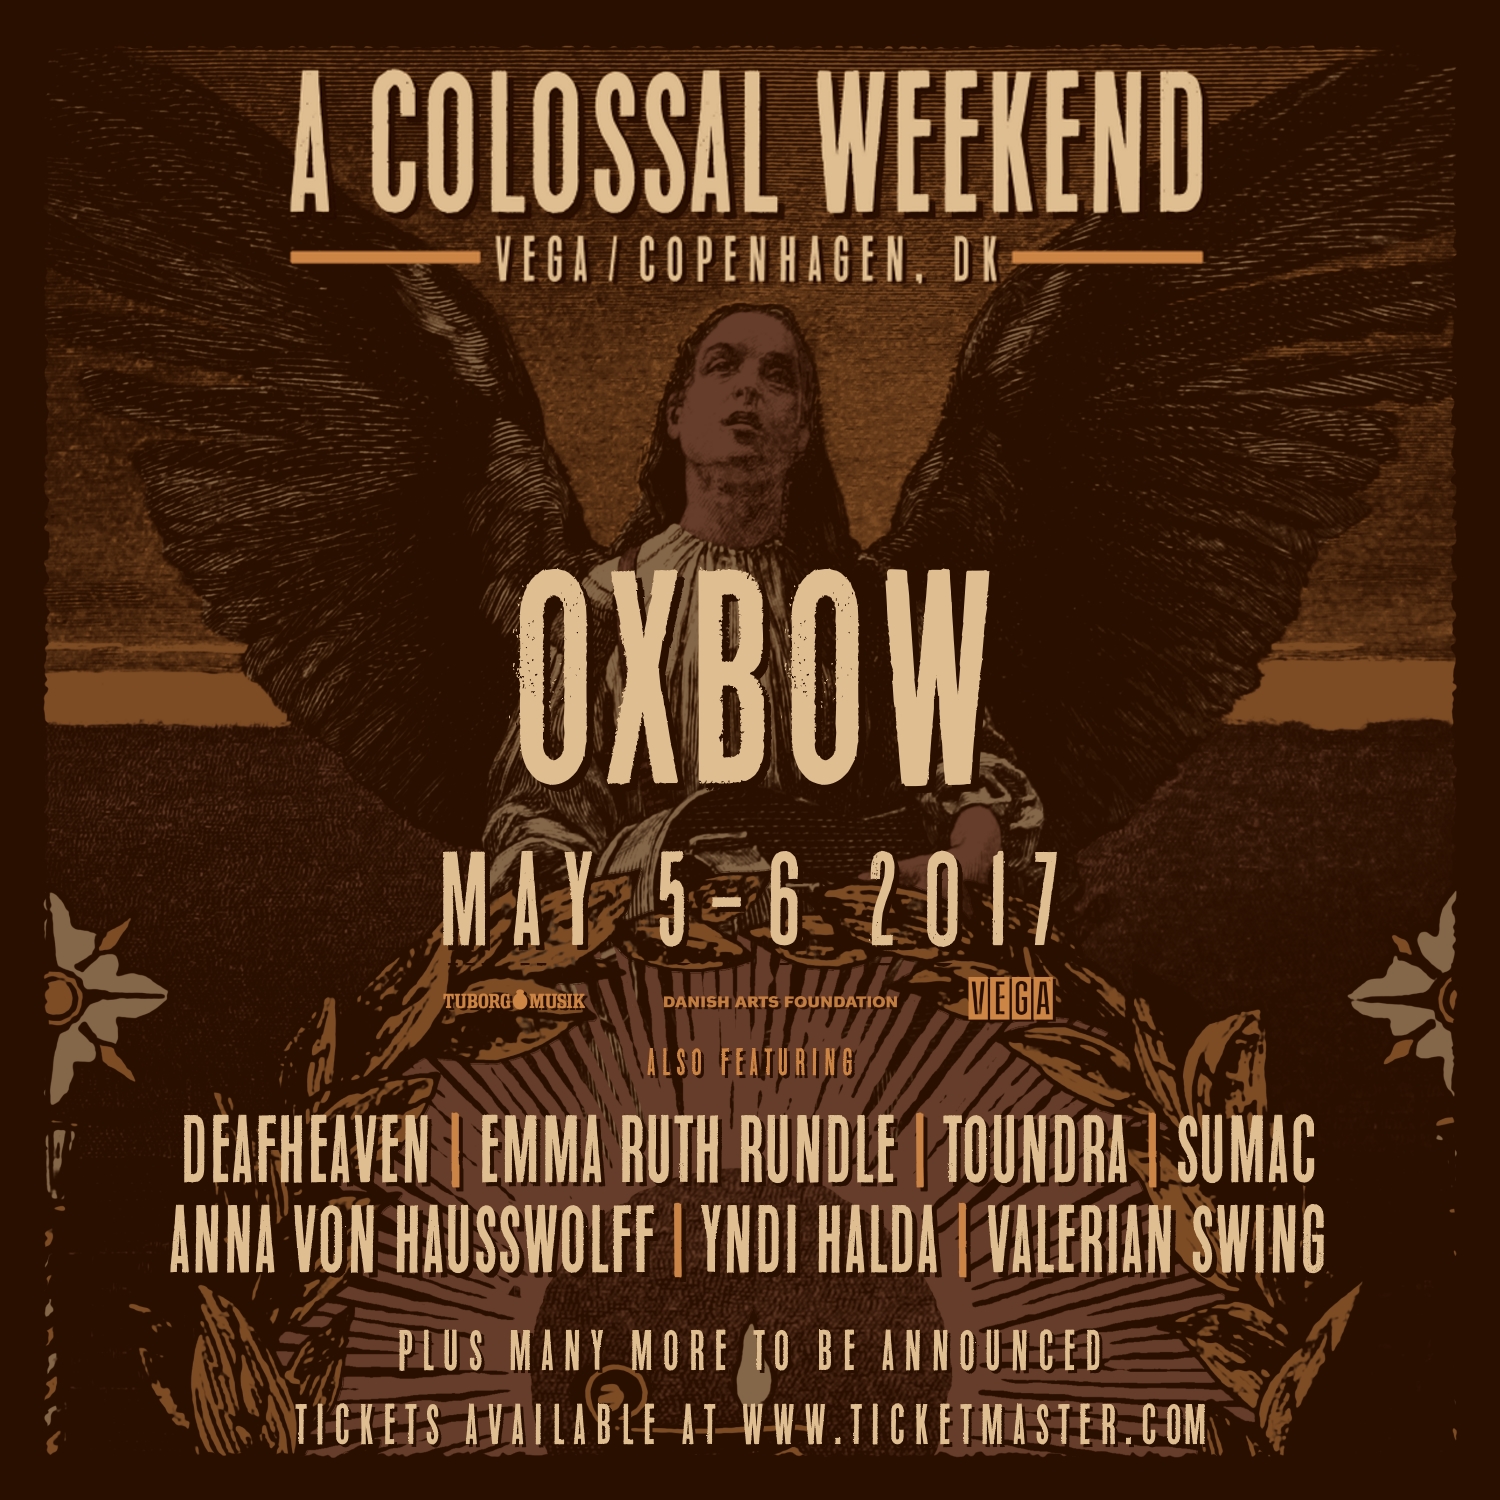 A COLOSSAL WEEKEND
VEGA / COPENHAGEN, DK
OXBOW
MAY 5 – 6 2017
TUBORG MUSIK DANISH ARTS FOUNDATION VEGA
ALSO FEATURING
DEAFHEAVEN | EMMA RUTH RUNDLE | TOUNDRA | SUMAC
ANNA VON HAUSSWOLFF | YNDI HALDA | VALERIAN SWING
PLUS MANY MORE TO BE ANNOUNCED
TICKETS AVAILABLE AT WWW.TICKETMASTER.COM